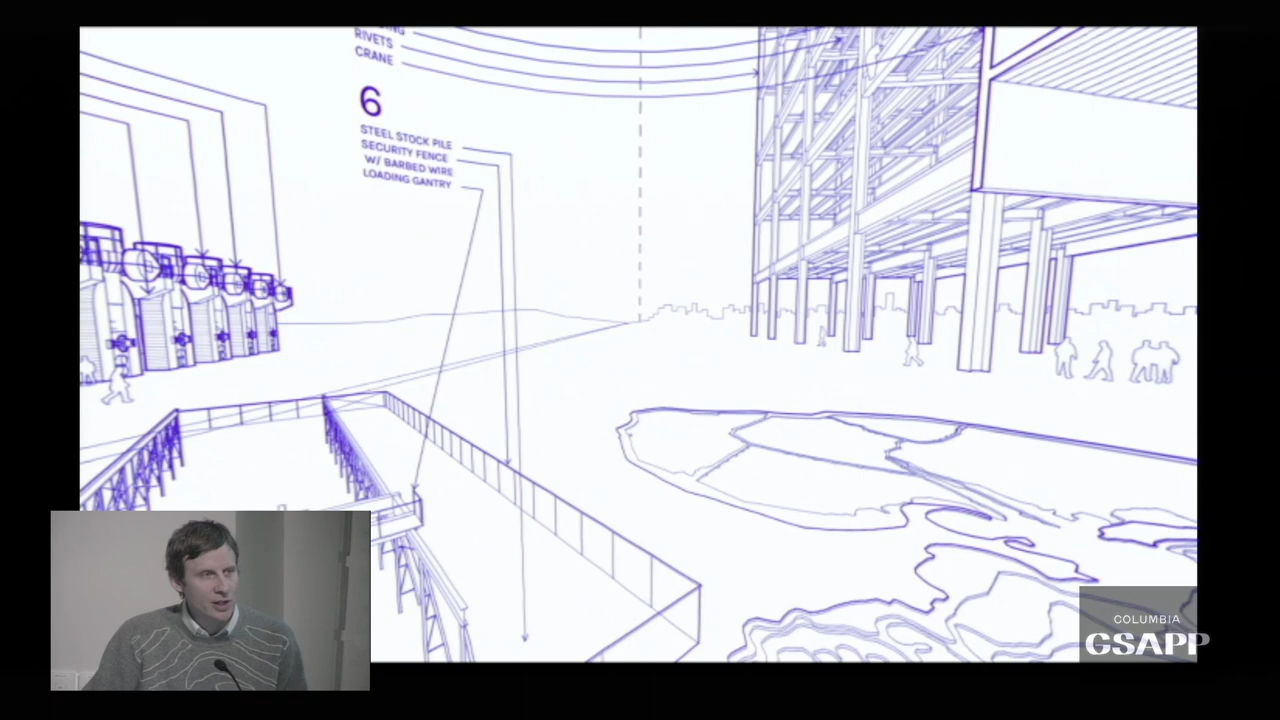 RIVETS
CRANE
6
STEEL STOCK PILE
SECURITY FENCE
W/ BARBED WIRE
LOADING GANTRY
COLUMBIA
GSAPP